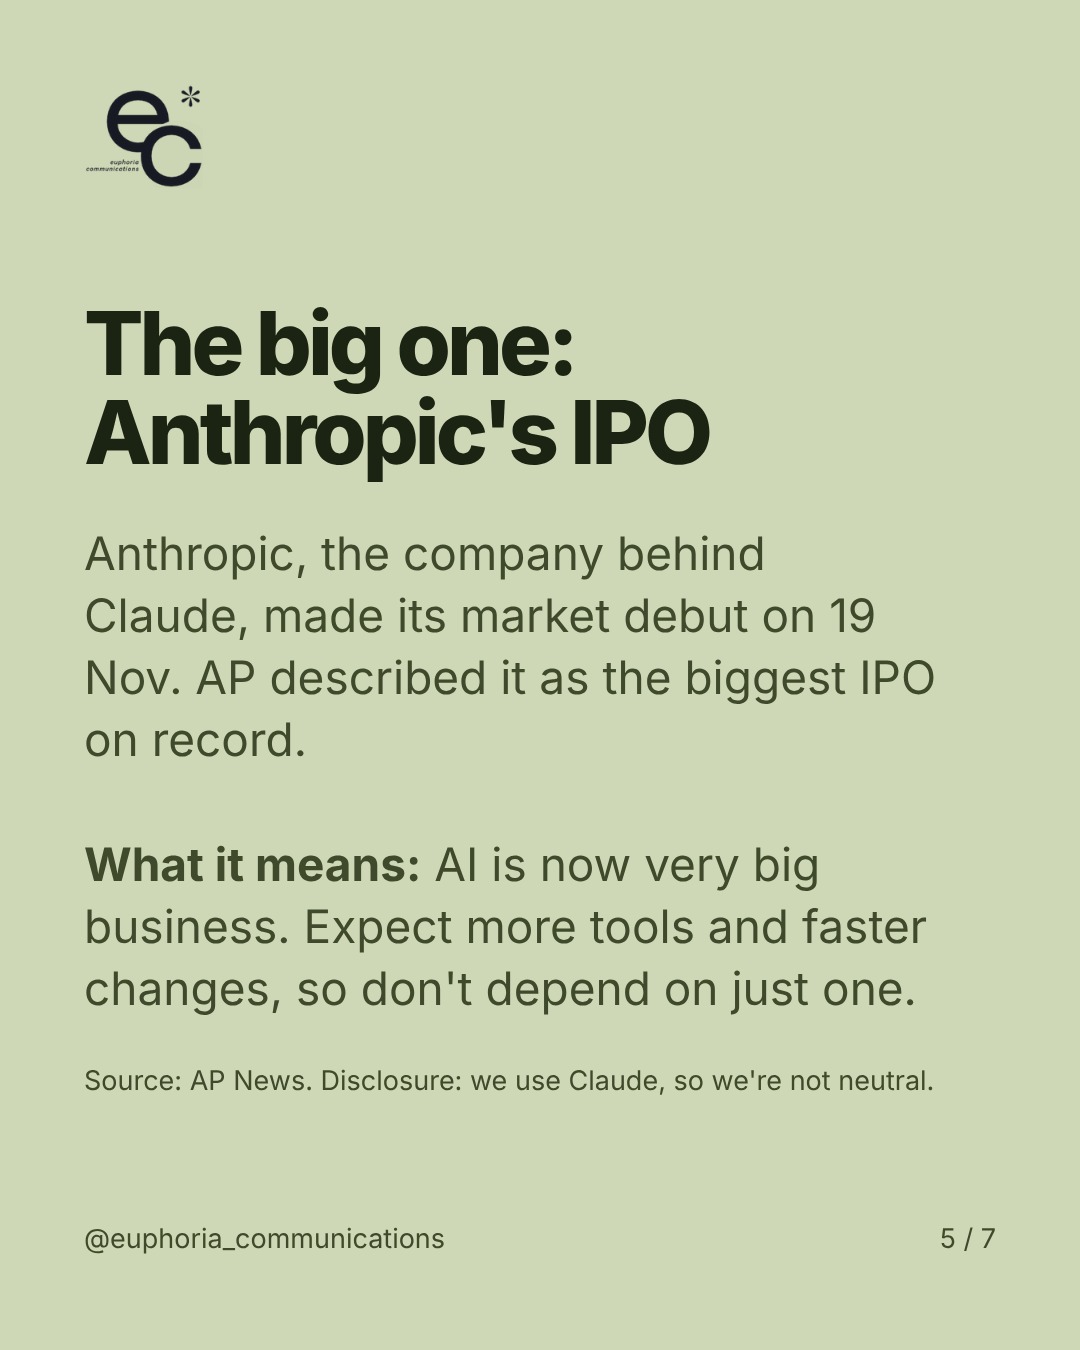 ec*
euphoria
communications
The big one:
Anthropic's IPO
Anthropic, the company behind
Claude, made its market debut on 19
Nov. AP described it as the biggest IPO
on record.
What it means: AI is now very big
business. Expect more tools and faster
changes, so don't depend on just one.
Source: AP News. Disclosure: we use Claude, so we're not neutral.
@euphoria_communications
5 / 7